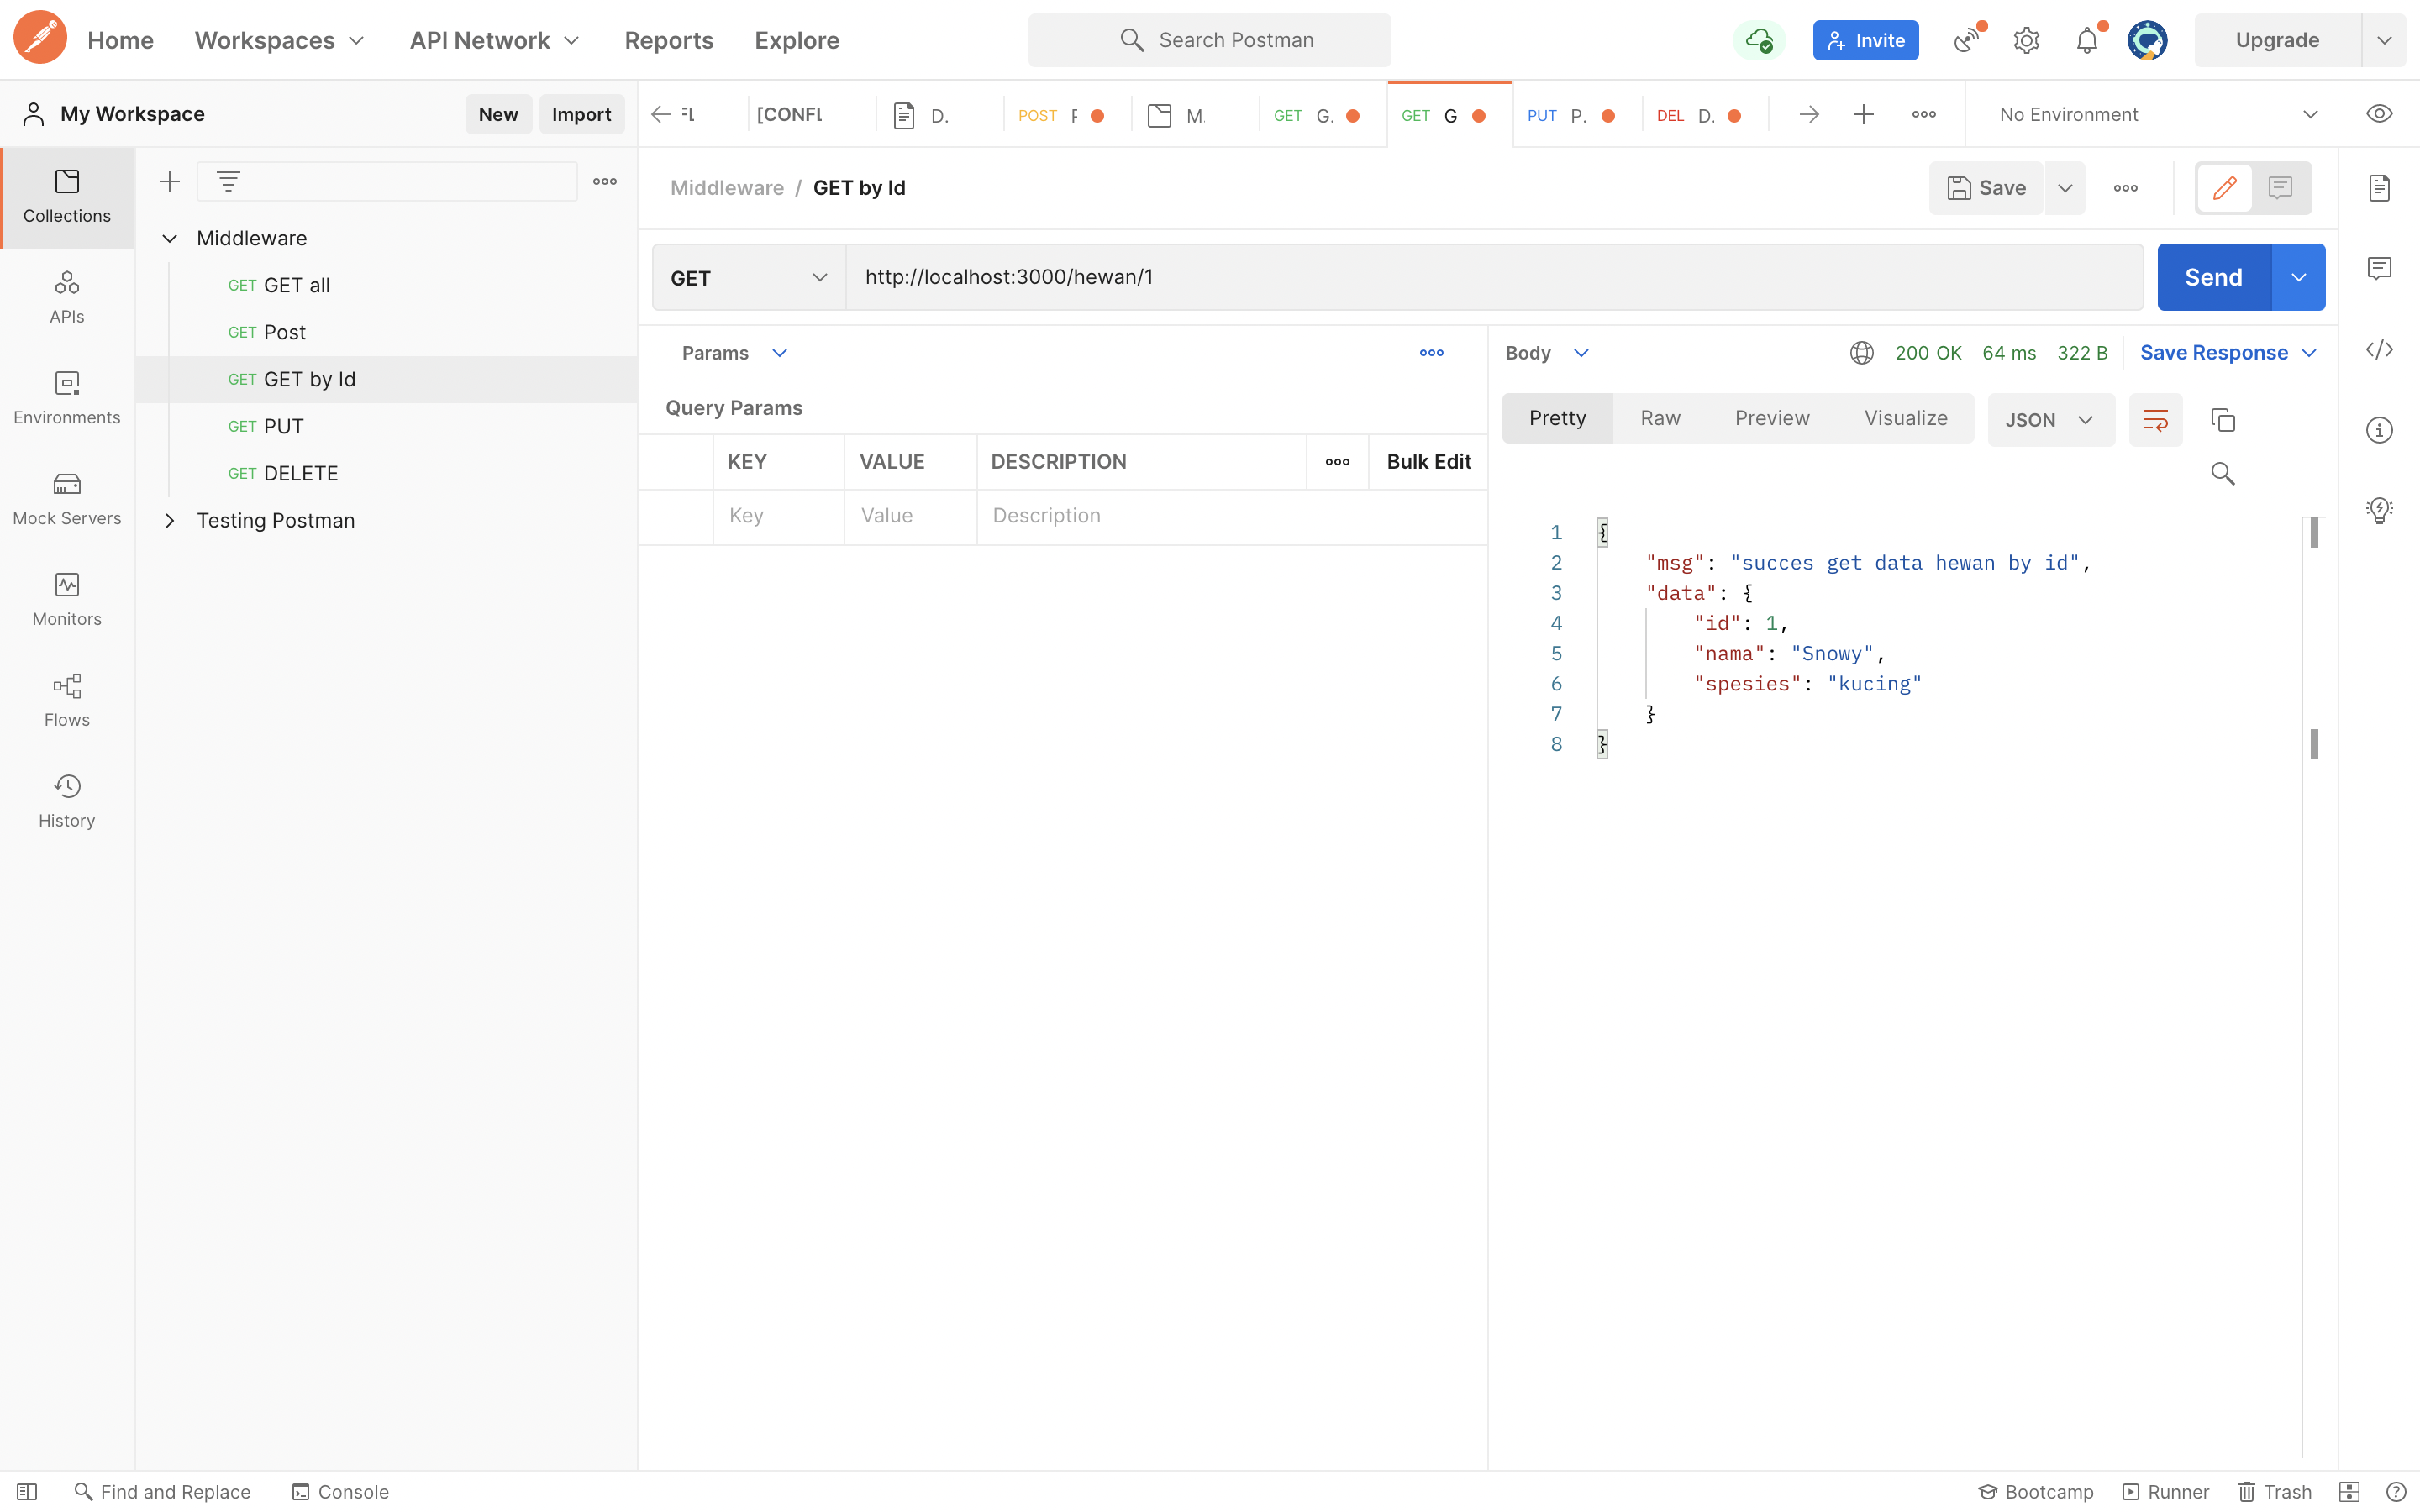 Home Workspaces API Network Reports Explore Search Postman Invite Upgrade
My Workspace New Import [CONFL D. POST F M. GET G. GET G PUT P. DEL D. No Environment
Collections
APIs
Environments
Mock Servers
Monitors
Flows
History
Middleware
GET GET all
GET Post
GET GET by Id
GET PUT
GET DELETE
Testing Postman
Middleware / GET by Id Save
GET http://localhost:3000/hewan/1 Send
Params
Query Params
KEY VALUE DESCRIPTION Bulk Edit
Key Value Description
Body 200 OK 64 ms 322 B Save Response
Pretty Raw Preview Visualize JSON
1 {
2 "msg": "succes get data hewan by id",
3 "data": {
4 "id": 1,
5 "nama": "Snowy",
6 "spesies": "kucing"
7 }
8 }
Find and Replace Console Bootcamp Runner Trash